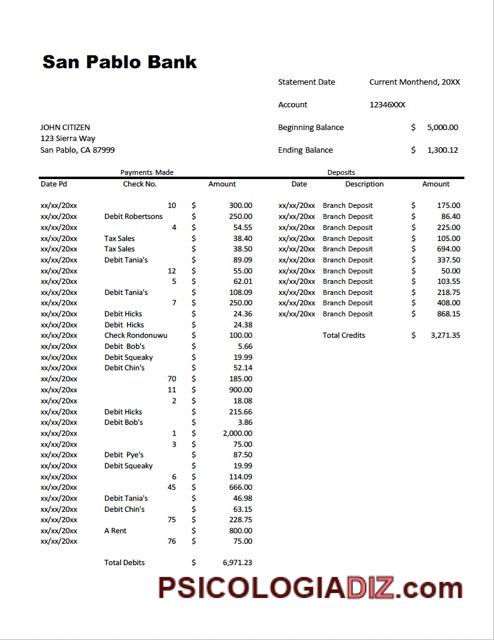 San Pablo Bank
Statement Date Current Monthend, 20XX
Account 12346XXX
JOHN CITIZEN Beginning Balance $ 5,000.00
123 Sierra Way
San Pablo, CA 87999 Ending Balance $ 1,300.12
Payments Made Deposits
Date Pd Check No. Amount Date Description Amount
xx/xx/20xx 10 $ 300.00 xx/xx/20xx Branch Deposit $ 175.00
xx/xx/20xx Debit Robertsons $ 250.00 xx/xx/20xx Branch Deposit $ 86.40
xx/xx/20xx 4 $ 54.55 xx/xx/20xx Branch Deposit $ 225.00
xx/xx/20xx Tax Sales $ 38.40 xx/xx/20xx Branch Deposit $ 105.00
xx/xx/20xx Tax Sales $ 38.50 xx/xx/20xx Branch Deposit $ 694.00
xx/xx/20xx Debit Tania's $ 89.09 xx/xx/20xx Branch Deposit $ 337.50
xx/xx/20xx 12 $ 55.00 xx/xx/20xx Branch Deposit $ 50.00
xx/xx/20xx 5 $ 62.01 xx/xx/20xx Branch Deposit $ 103.55
xx/xx/20xx Debit Tania's $ 108.09 xx/xx/20xx Branch Deposit $ 218.75
xx/xx/20xx 7 $ 250.00 xx/xx/20xx Branch Deposit $ 408.00
xx/xx/20xx Debit Hicks $ 24.36 xx/xx/20xx Branch Deposit $ 868.15
xx/xx/20xx Debit Hicks $ 24.38
xx/xx/20xx Check Rondonuwu $ 100.00 Total Credits $ 3,271.35
xx/xx/20xx Debit Bob's $ 5.66
xx/xx/20xx Debit Squeaky $ 19.99
xx/xx/20xx Debit Chin's $ 52.14
xx/xx/20xx 70 $ 185.00
xx/xx/20xx 11 $ 900.00
xx/xx/20xx 2 $ 18.08
xx/xx/20xx Debit Hicks $ 215.66
xx/xx/20xx Debit Bob's $ 3.86
xx/xx/20xx 1 $ 2,000.00
xx/xx/20xx 3 $ 75.00
xx/xx/20xx Debit Pye's $ 87.50
xx/xx/20xx Debit Squeaky $ 19.99
xx/xx/20xx 6 $ 114.09
xx/xx/20xx 45 $ 666.00
xx/xx/20xx Debit Tania's $ 46.98
xx/xx/20xx Debit Chin's $ 63.15
xx/xx/20xx 75 $ 228.75
xx/xx/20xx A Rent $ 800.00
xx/xx/20xx 76 $ 75.00
Total Debits $ 6,971.23
PSICOLOGIADIZ.com